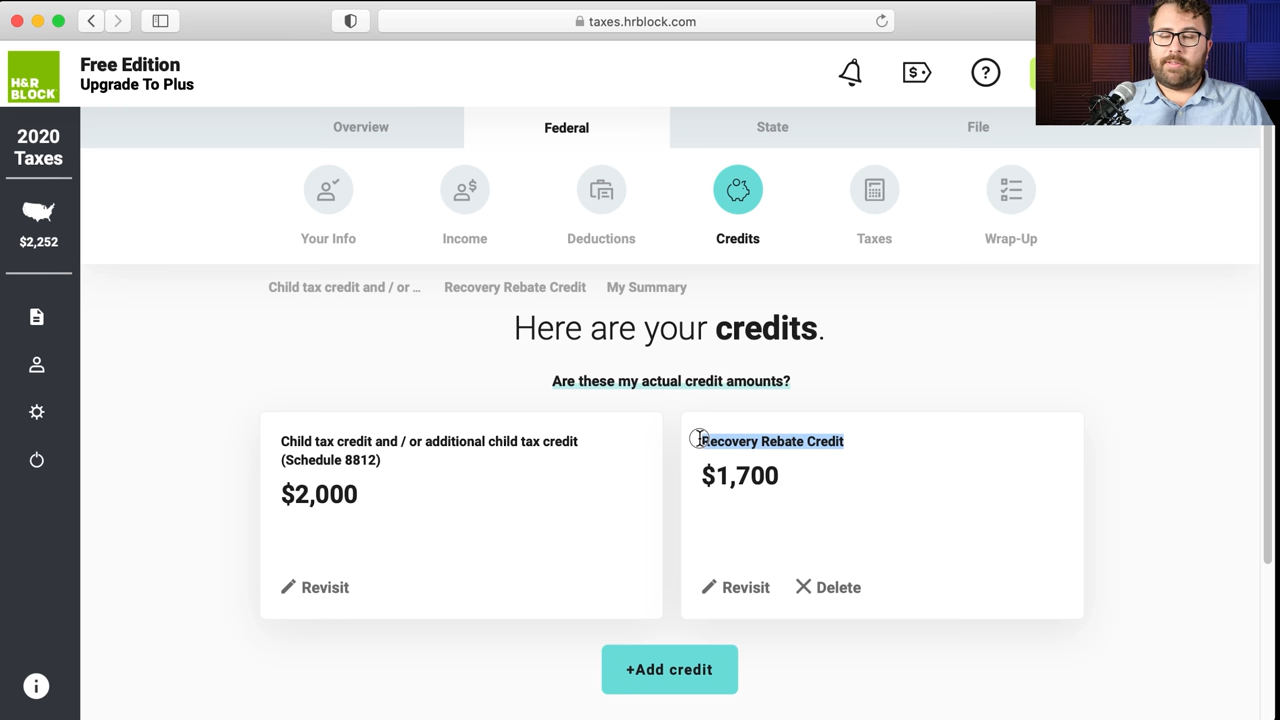 taxes.hrblock.com
H&R
BLOCK
Free Edition
Upgrade To Plus
$
?
2020
Taxes
$2,252
Overview
Federal
State
File
$
Your Info
Income
Deductions
Credits
Taxes
Wrap-Up
Child tax credit and / or ...
Recovery Rebate Credit
My Summary
Here are your credits.
Are these my actual credit amounts?
Child tax credit and / or additional child tax credit
(Schedule 8812)
$2,000
Revisit
Recovery Rebate Credit
$1,700
Revisit
Delete
+Add credit
i